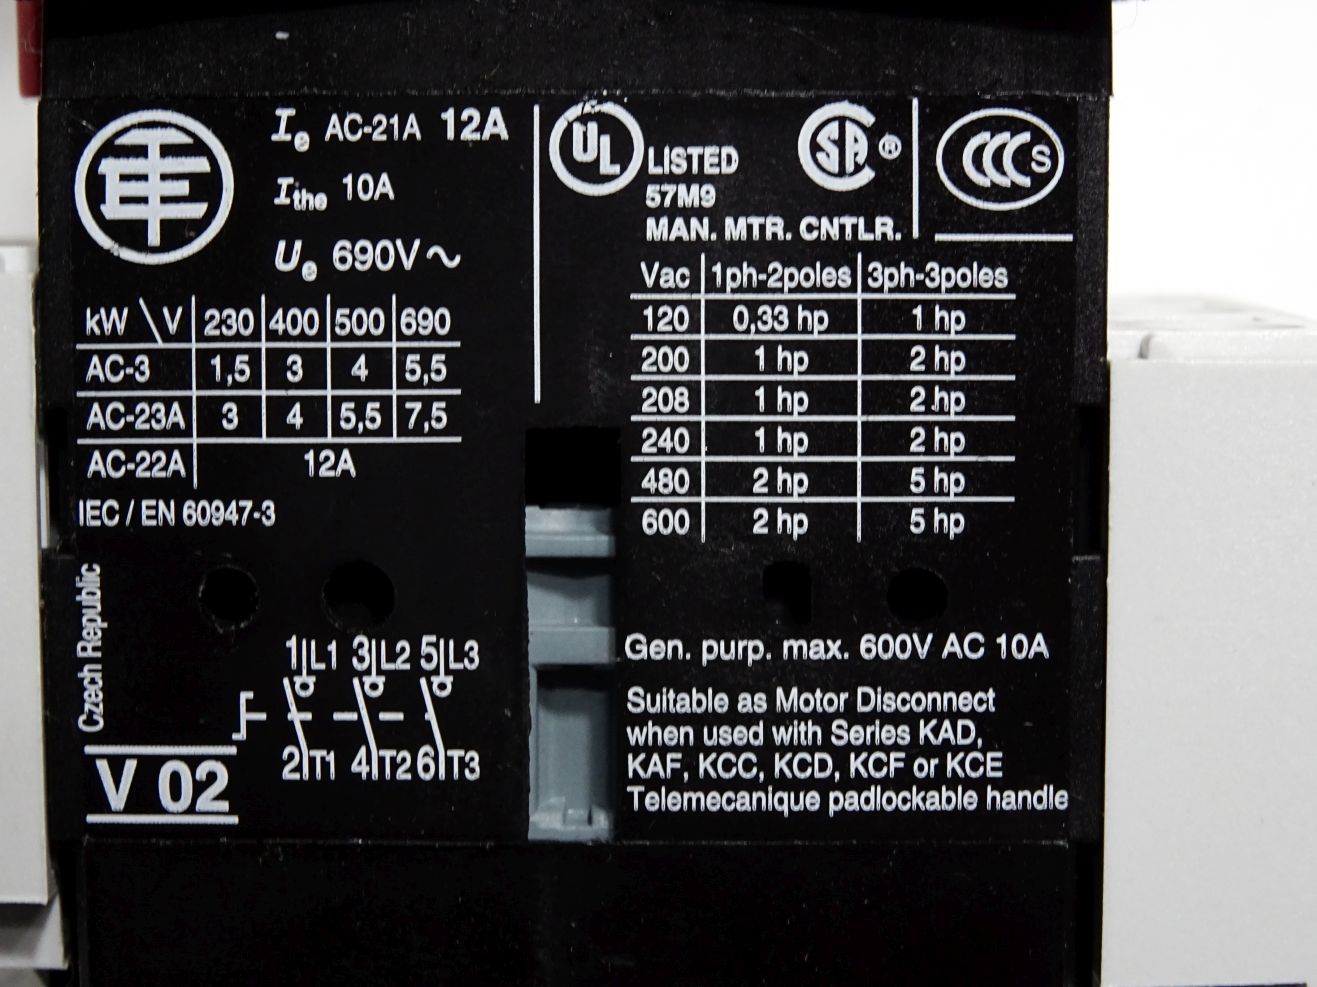 TE
Ie AC-21A 12A
Ithe 10A
Ue 690V ~
kW \ V 230 400 500 690
AC-3 1,5 3 4 5,5
AC-23A 3 4 5,5 7,5
AC-22A 12A
IEC / EN 60947-3
Czech Republic
1 L1 3 L2 5 L3
2 T1 4 T2 6 T3
V 02
UL LISTED
57M9
MAN. MTR. CNTLR.
SA ®
CCC S
Vac 1ph-2poles 3ph-3poles
120 0,33 hp 1 hp
200 1 hp 2 hp
208 1 hp 2 hp
240 1 hp 2 hp
480 2 hp 5 hp
600 2 hp 5 hp
Gen. purp. max. 600V AC 10A
Suitable as Motor Disconnect
when used with Series KAD,
KAF, KCC, KCD, KCF or KCE
Telemecanique padlockable handle